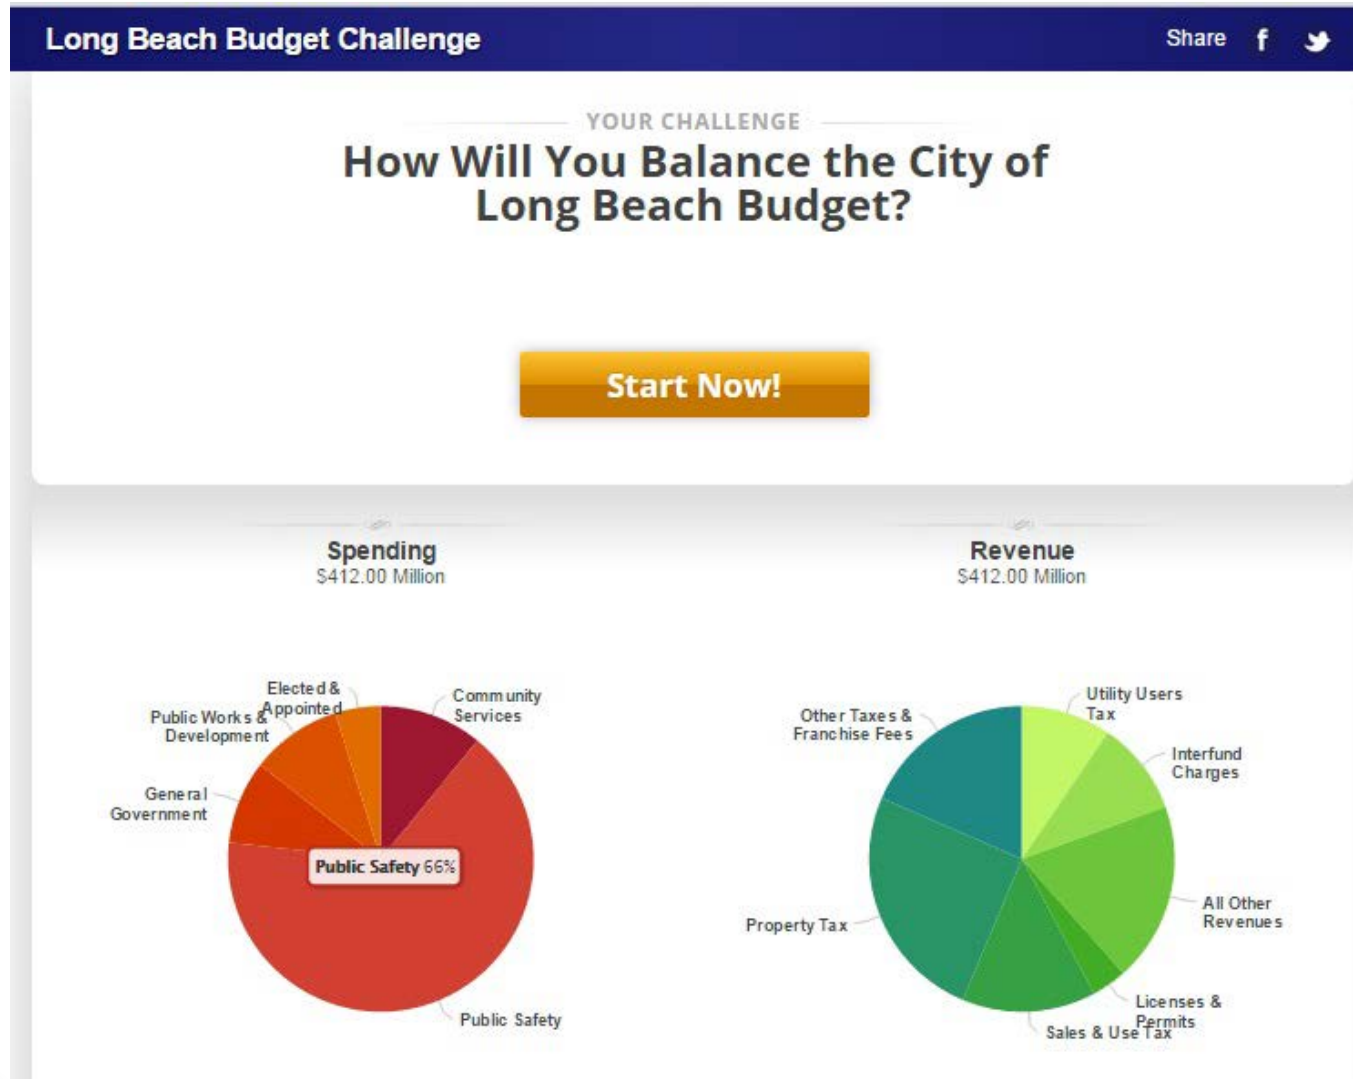 Long Beach Budget Challenge
Share
YOUR CHALLENGE
How Will You Balance the City of
Long Beach Budget?
Start Now!
Spending
$412.00 Million
Elected &
Appointed
Community
Services
Public Works &
Development
General
Government
Public Safety 66%
Public Safety
Revenue
$412.00 Million
Utility Users
Tax
Other Taxes &
Franchise Fees
Interfund
Charges
All Other
Revenues
Property Tax
Licenses &
Permits
Sales & Use Tax